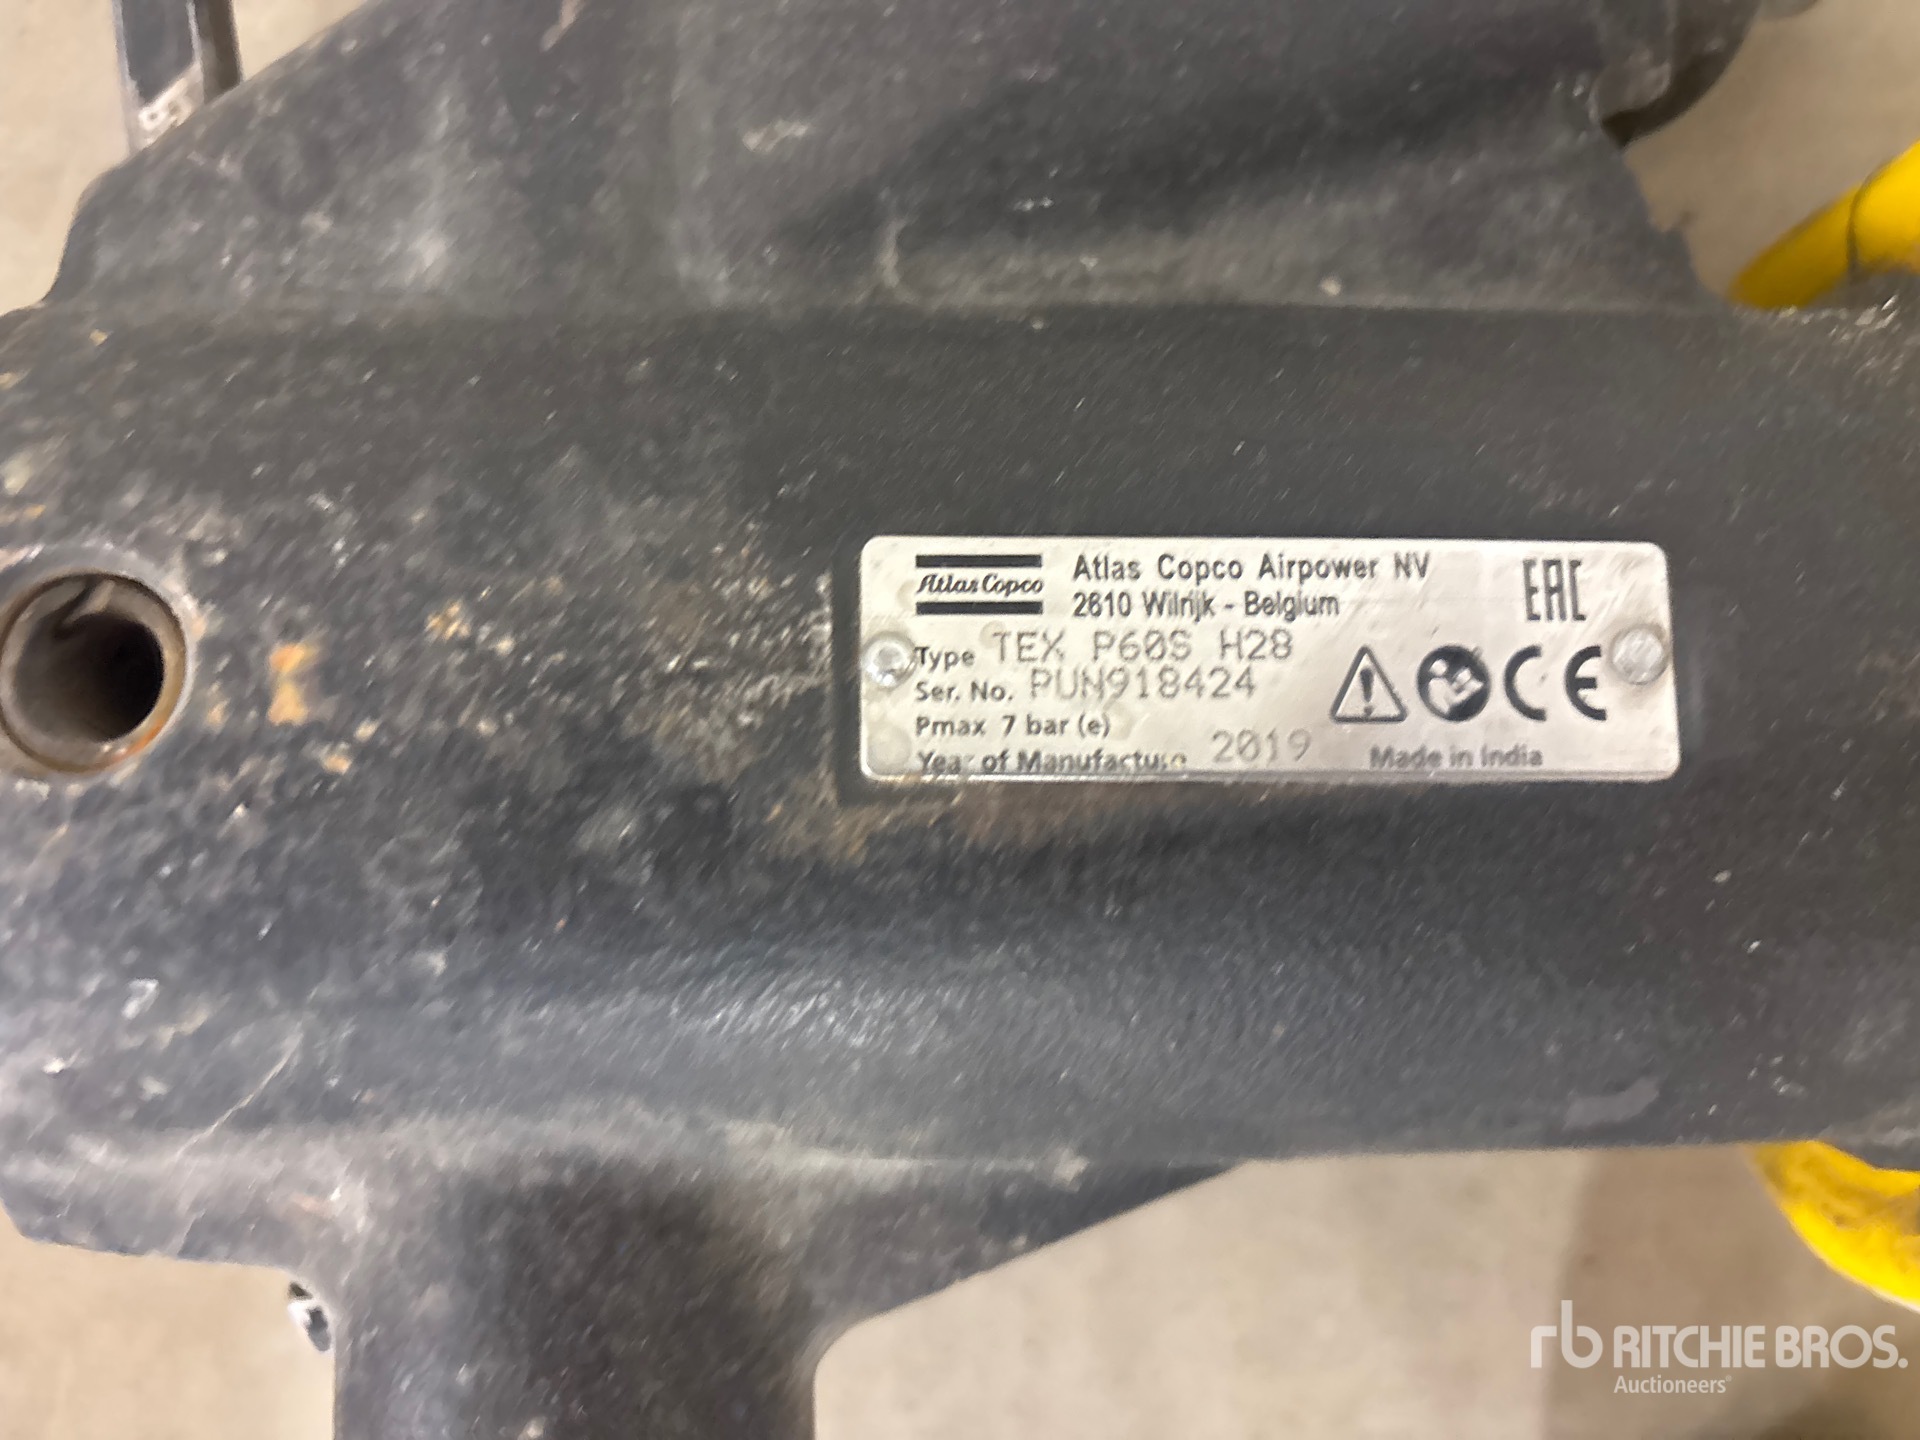 Atlas Copco
Atlas Copco Airpower NV
2610 Wilrijk - Belgium
EAC
Type TEX P60S H28
Ser. No. PUN918424
Pmax 7 bar (e)
Year of Manufacture 2019
CE
Made in India
rb RITCHIE BROS.
Auctioneers